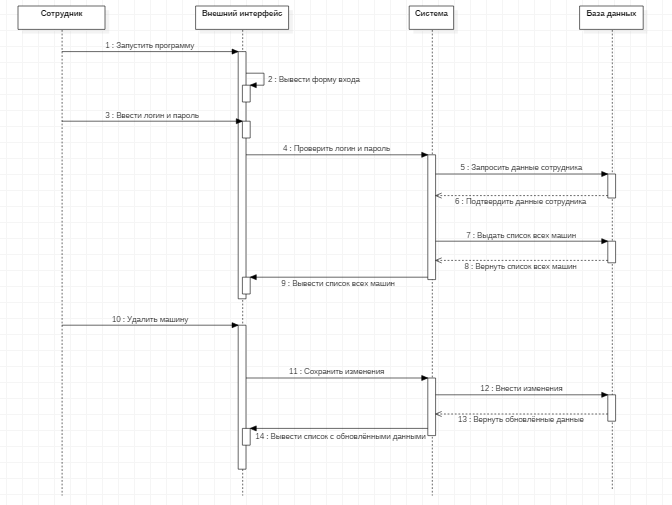 Сотрудник
Внешний интерфейс
Система
База данных
1 : Запустить программу
2 : Вывести форму входа
3 : Ввести логин и пароль
4 : Проверить логин и пароль
5 : Запросить данные сотрудника
6 : Подтвердить данные сотрудника
7 : Выдать список всех машин
8 : Вернуть список всех машин
9 : Вывести список всех машин
10 : Удалить машину
11 : Сохранить изменения
12 : Внести изменения
13 : Вернуть обновлённые данные
14 : Вывести список с обновлёнными данными